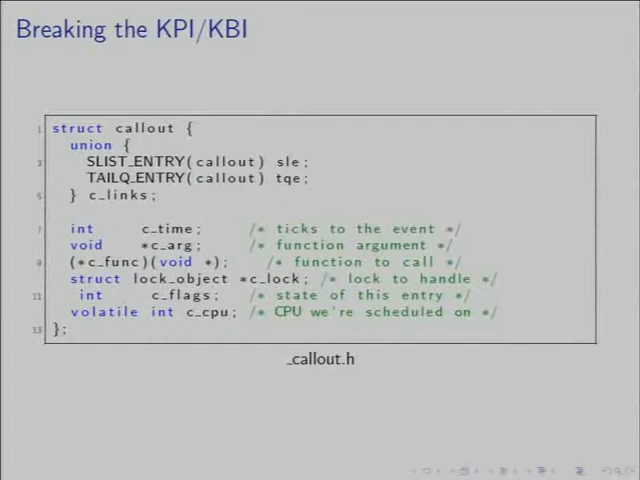 Breaking the KPI/KBI
1 struct callout {
union {
3 SLIST_ENTRY(callout) sle;
TAILQ_ENTRY(callout) tqe;
5 } c_links;
7 int c_time; /* ticks to the event */
void *c_arg; /* function argument */
9 (*c_func)(void *); /* function to call */
struct lock_object *c_lock; /* lock to handle */
11 int c_flags; /* state of this entry */
volatile int c_cpu; /* CPU we're scheduled on */
13 };
_callout.h